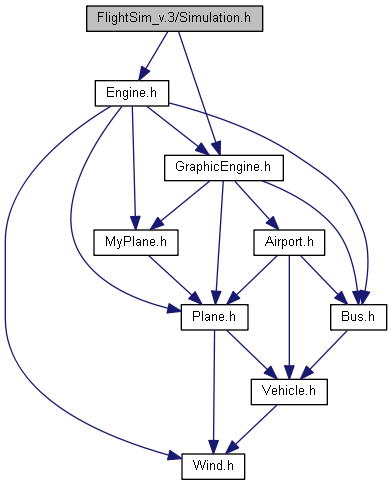 FlightSim_v.3/Simulation.h
Engine.h
GraphicEngine.h
MyPlane.h
Airport.h
Plane.h
Bus.h
Vehicle.h
Wind.h